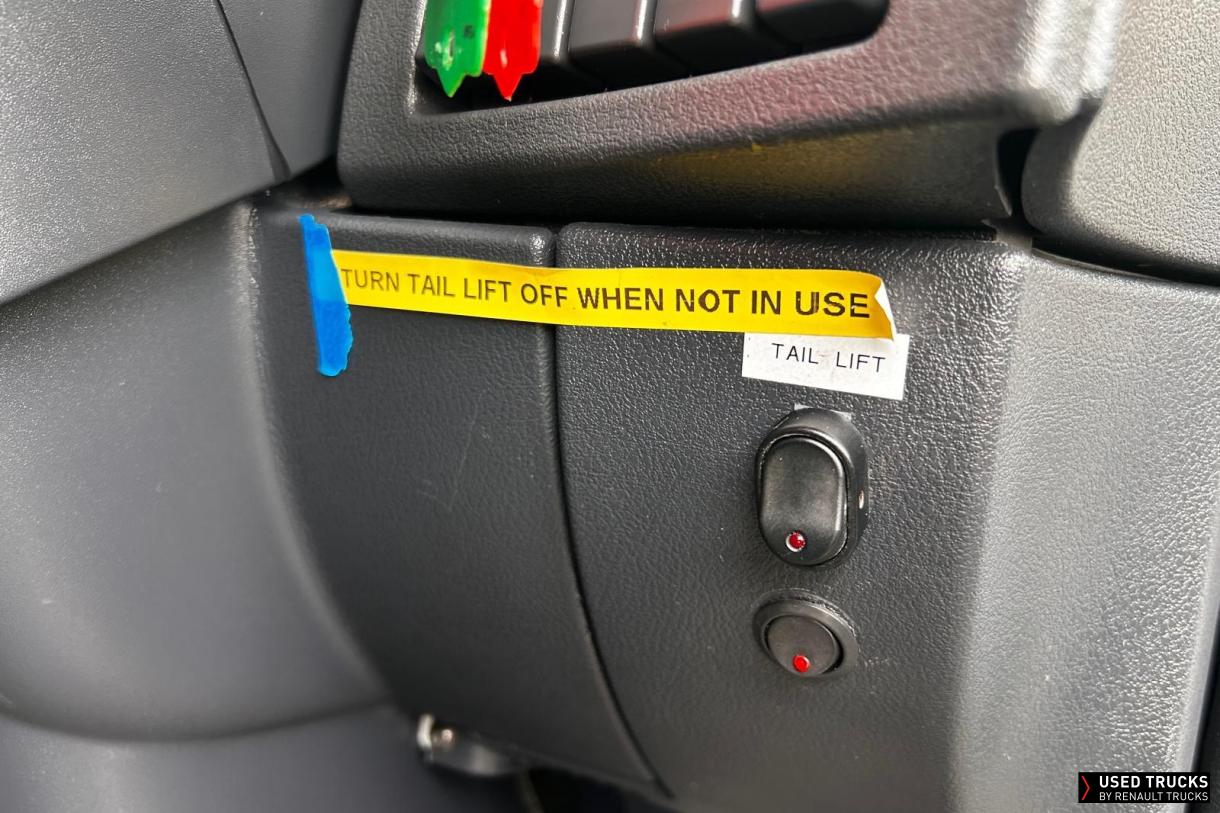 TURN TAIL LIFT OFF WHEN NOT IN USE
TAIL LIFT
USED TRUCKS
BY RENAULT TRUCKS